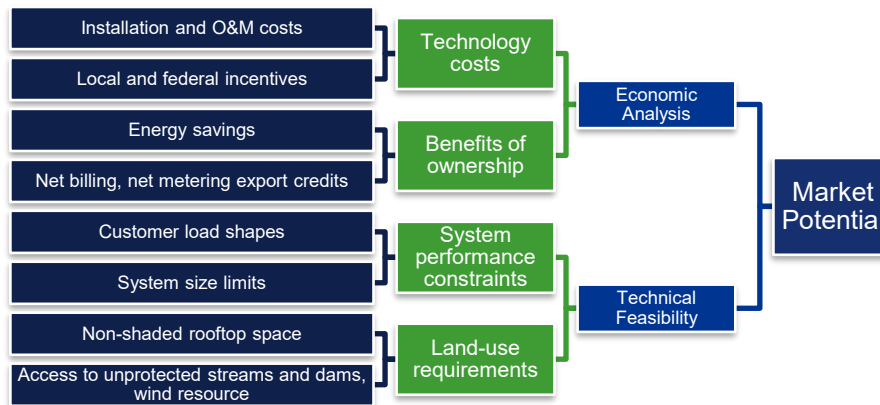 Installation and O&M costs
Local and federal incentives
Energy savings
Net billing, net metering export credits
Customer load shapes
System size limits
Non-shaded rooftop space
Access to unprotected streams and dams,
wind resource
Technology
costs
Benefits of
ownership
System
performance
constraints
Land-use
requirements
Economic
Analysis
Technical
Feasibility
Market
Potential